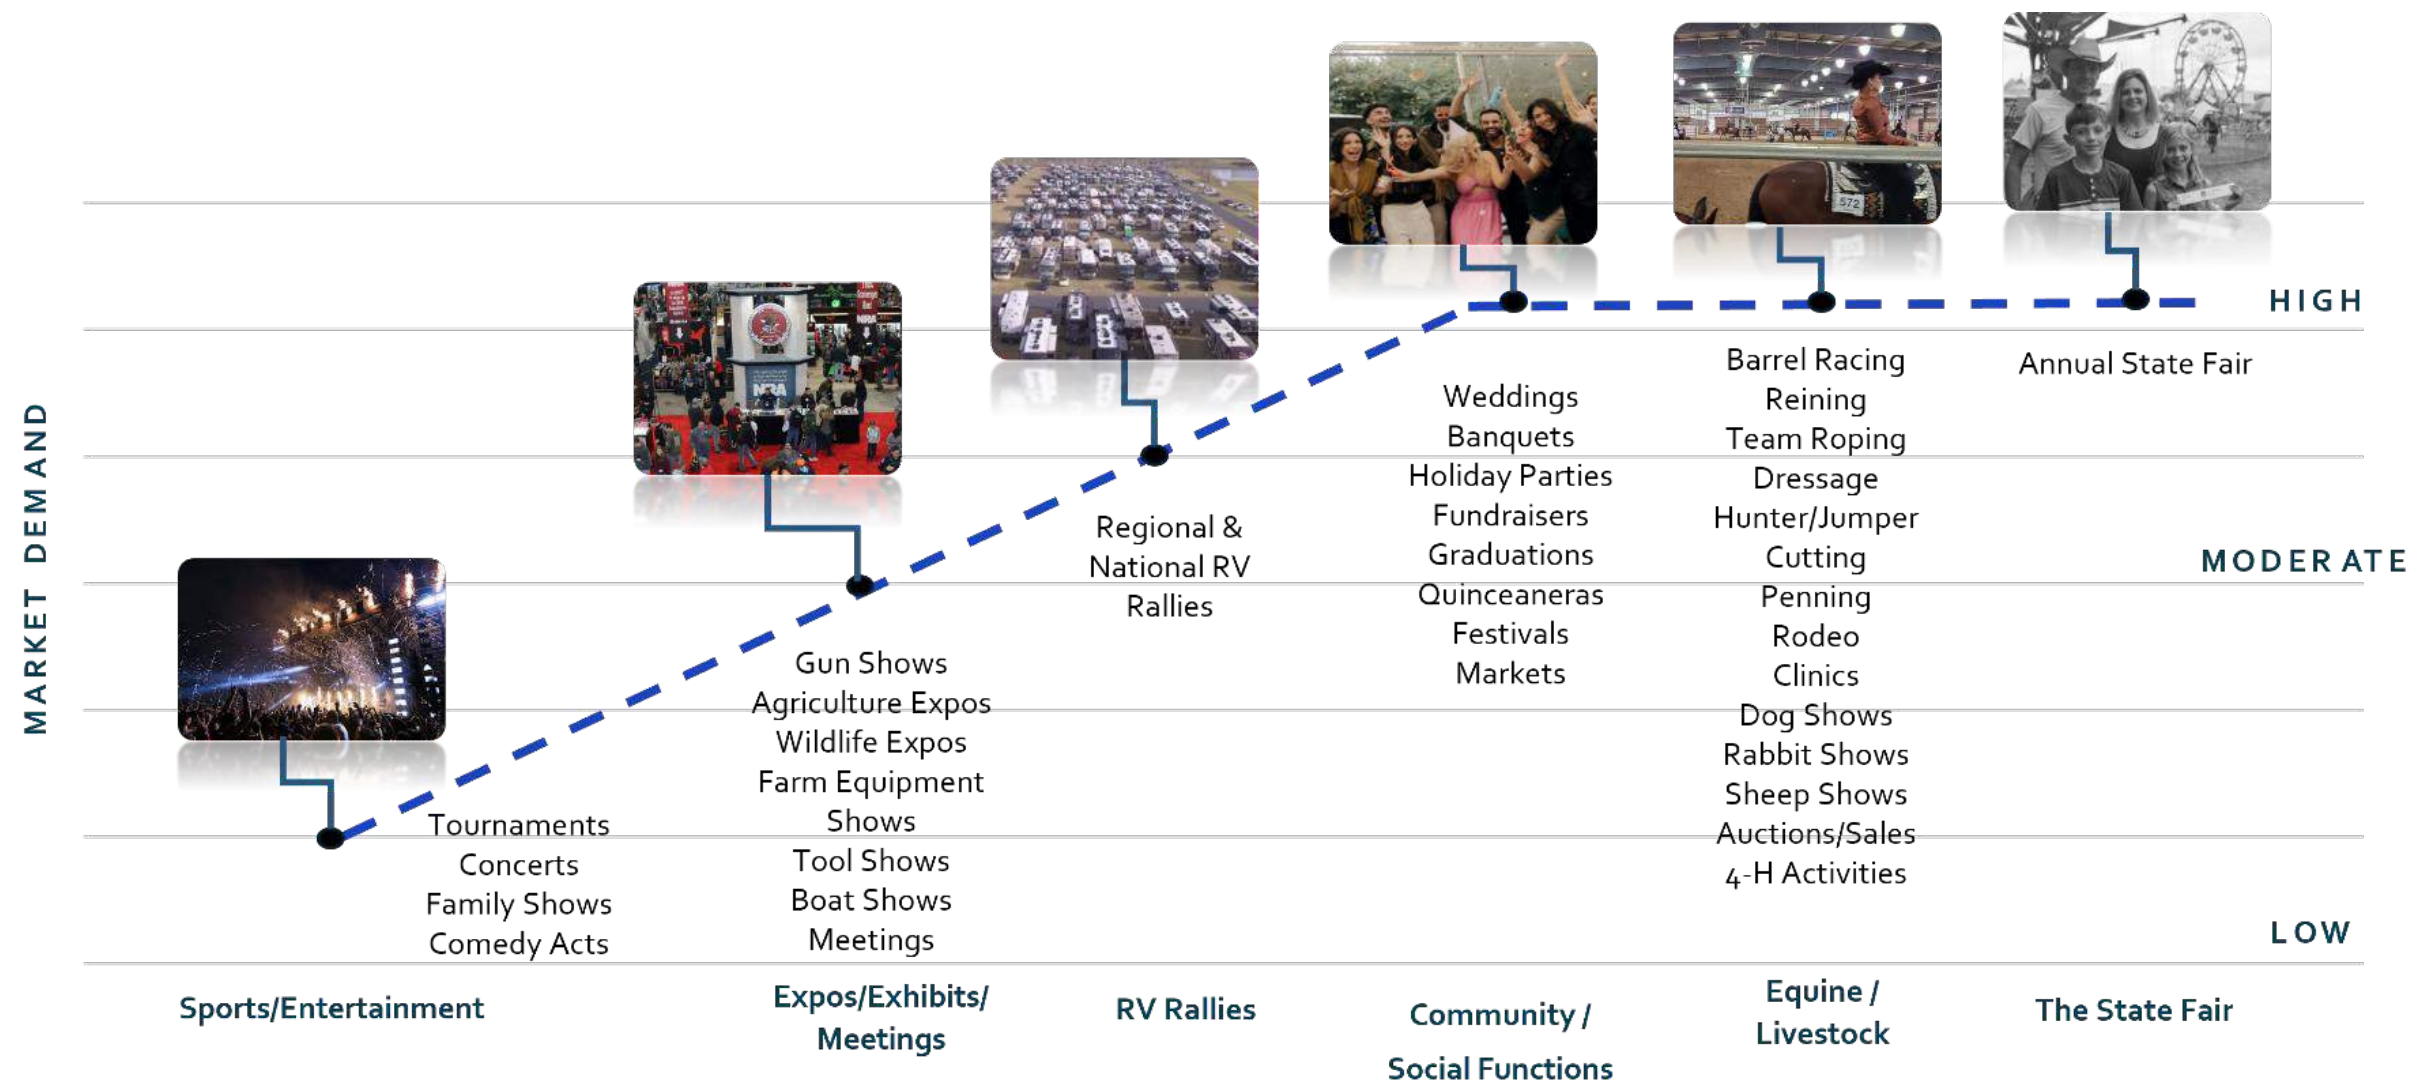 572
NRA
NRA
HIGH
MODERATE
LOW
MARKET DEMAND
Tournaments
Concerts
Family Shows
Comedy Acts
Gun Shows
Agriculture Expos
Wildlife Expos
Farm Equipment
Shows
Tool Shows
Boat Shows
Meetings
Regional &
National RV
Rallies
Weddings
Banquets
Holiday Parties
Fundraisers
Graduations
Quinceaneras
Festivals
Markets
Barrel Racing
Reining
Team Roping
Dressage
Hunter/Jumper
Cutting
Penning
Rodeo
Clinics
Dog Shows
Rabbit Shows
Sheep Shows
Auctions/Sales
4-H Activities
Annual State Fair
Sports/Entertainment
Expos/Exhibits/
Meetings
RV Rallies
Community /
Social Functions
Equine /
Livestock
The State Fair